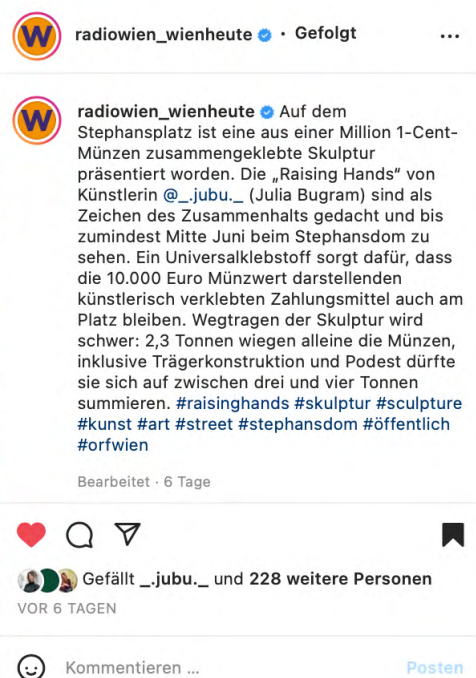 W radiowien_wienheute · Gefolgt
W radiowien_wienheute Auf dem
Stephansplatz ist eine aus einer Million 1-Cent-
Münzen zusammengeklebte Skulptur
präsentiert worden. Die „Raising Hands“ von
Künstlerin @_.jubu._ (Julia Bugram) sind als
Zeichen des Zusammenhalts gedacht und bis
zumindest Mitte Juni beim Stephansdom zu
sehen. Ein Universalklebstoff sorgt dafür, dass
die 10.000 Euro Münzwert darstellenden
künstlerisch verklebten Zahlungsmittel auch am
Platz bleiben. Wegtragen der Skulptur wird
schwer: 2,3 Tonnen wiegen alleine die Münzen,
inklusive Trägerkonstruktion und Podest dürfte
sie sich auf zwischen drei und vier Tonnen
summieren. #raisinghands #skulptur #sculpture
#kunst #art #street #stephansdom #öffentlich
#orfwien
Bearbeitet · 6 Tage
Gefällt _.jubu._ und 228 weitere Personen
VOR 6 TAGEN
Kommentieren ... Posten